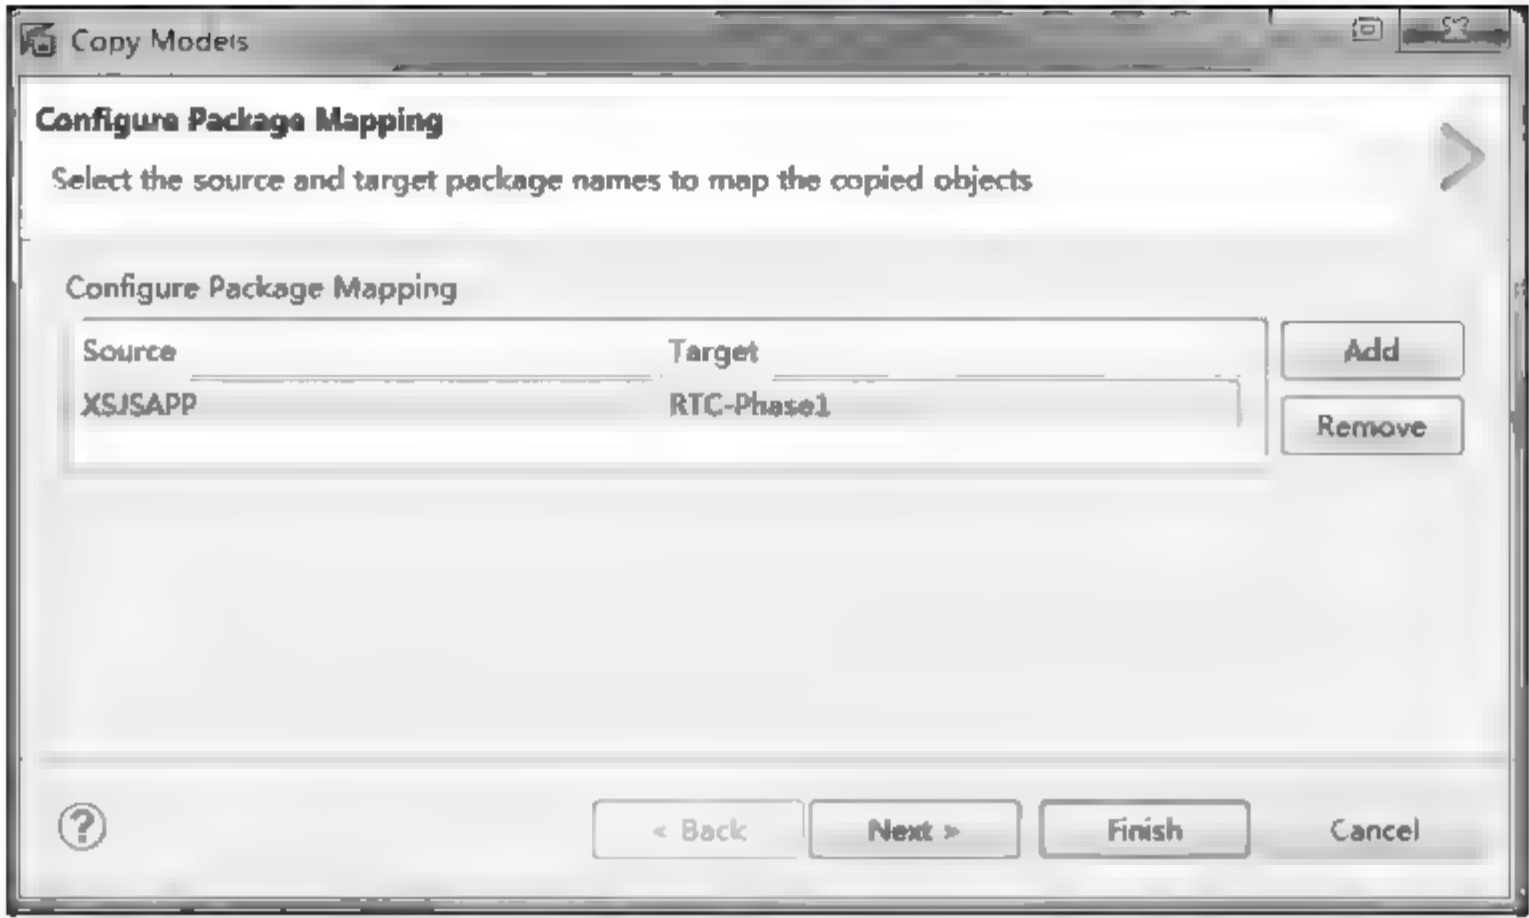 Copy Models
Configure Package Mapping
Select the source and target package names to map the copied objects
Configure Package Mapping
Source Target
XSJSAPP RTC-Phase1
Add
Remove
?
< Back Next > Finish Cancel